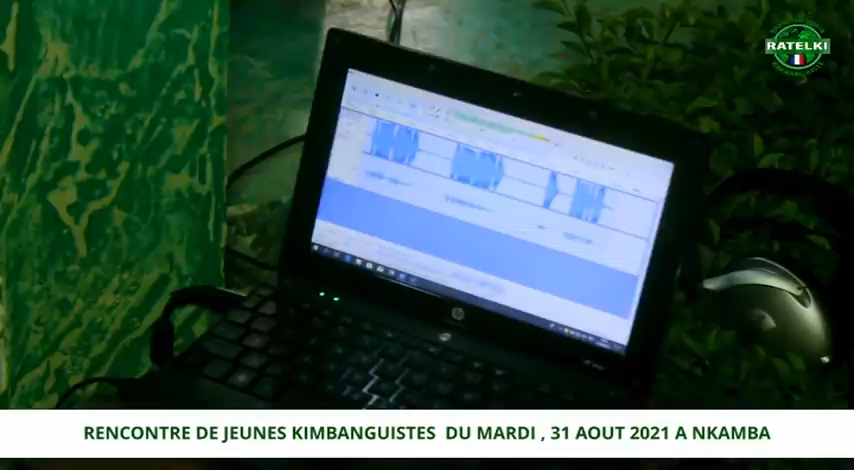 RATELKI
RENCONTRE DE JEUNES KIMBANGUISTES  DU MARDI , 31 AOUT 2021 A NKAMBA